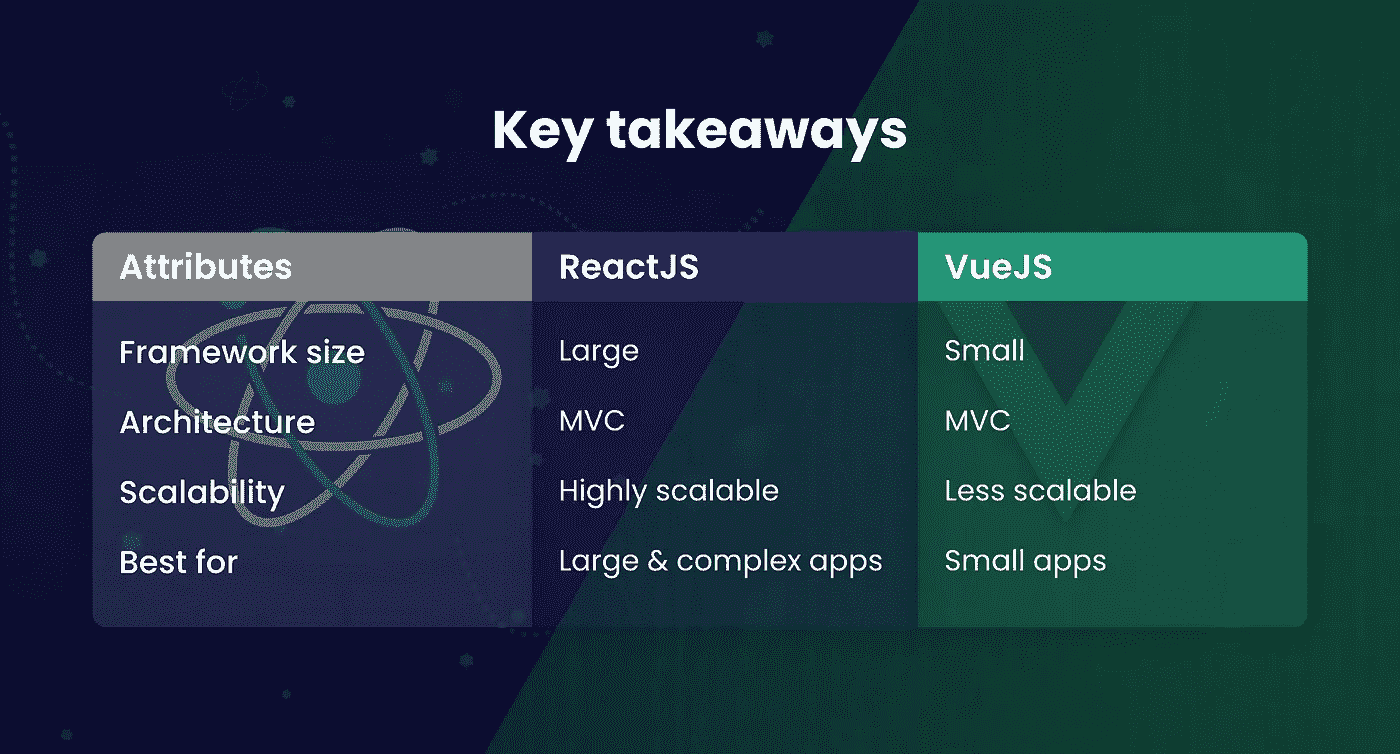 Key takeaways
Attributes ReactJS VueJS
Framework size Large Small
Architecture MVC MVC
Scalability Highly scalable Less scalable
Best for Large & complex apps Small apps